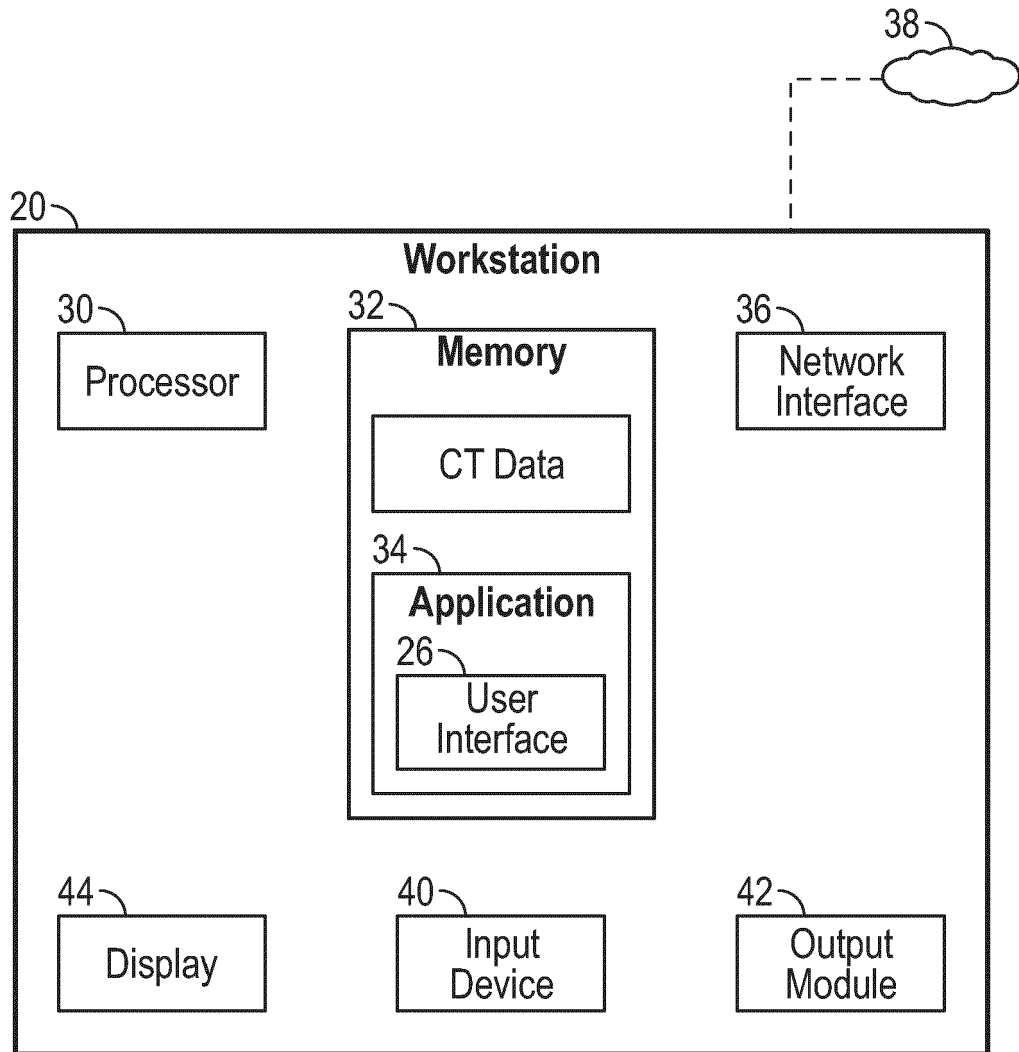 38
20
Workstation
30
Processor
32
Memory
36
Network
Interface
CT Data
34
Application
26
User
Interface
44
Display
40
Input
Device
42
Output
Module